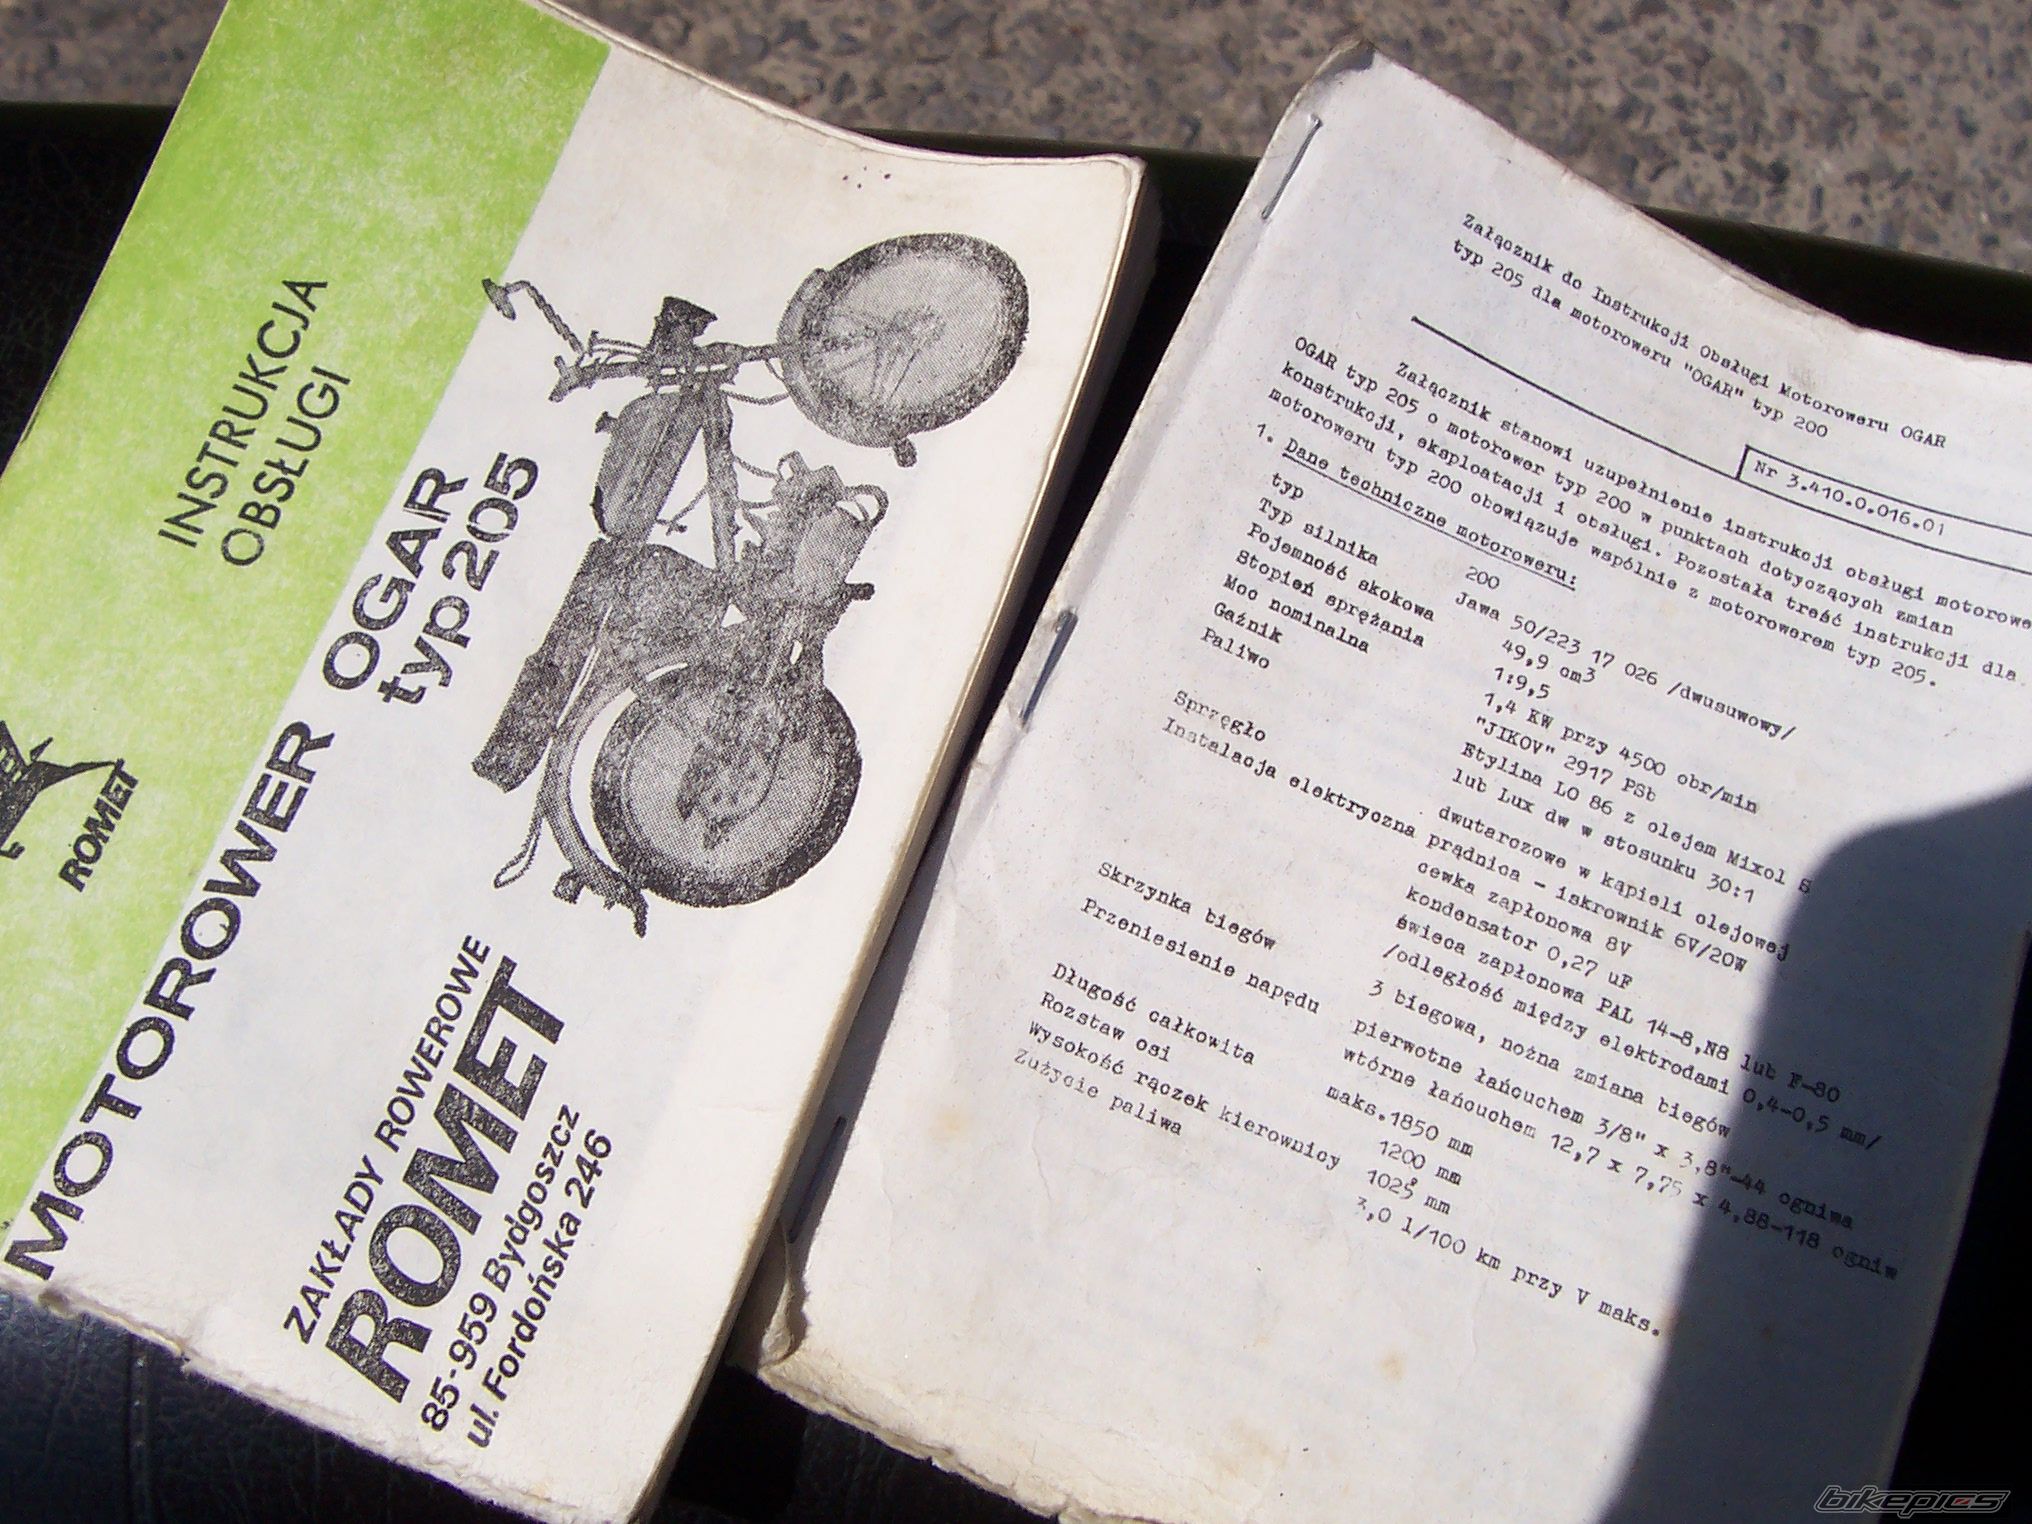 INSTRUKCJA
OBSŁUGI
ROMET
MOTOROWER OGAR
typ 205
ZAKŁADY ROWEROWE
ROMET
85-959 Bydgoszcz
ul. Fordońska 246
Załącznik do Instrukcji Obsługi Motoroweru OGAR
typ 205 dla motoroweru "OGAR" typ 200
Nr 3.410.0.016.01
Załącznik stanowi uzupełnienie instrukcji obsługi motorowe
OGAR typ 205 o motorower typ 200 w punktach dotyczących zmian
konstrukcji, eksploatacji i obsługi. Pozostała treść instrukcji dla
motoroweru typ 200 obowiązuje wspólnie z motorowerem typ 205.
1. Dane techniczne motoroweru:
typ 200
Typ silnika Jawa 50/223 17 026 /dwusuwowy/
Pojemność skokowa 49,9 cm3
Stopień sprężania 1:9,5
Moc nominalna 1,4 KW przy 4500 obr/min
Gaźnik "JIKOV" 2917 PSb
Paliwo Etylina LO 86 z olejem Mixol S
lub Lux dw w stosunku 30:1
Sprzęgło dwutarczowe w kąpieli olejowej
Instalacja elektryczna prądnica - iskrownik 6V/20W
cewka zapłonowa 8V
kondensator 0,27 uF
świeca zapłonowa PAL 14-8,N8 lub F-80
/odległość między elektrodami 0,4-0,5 mm/
Skrzynka biegów 3 biegowa, nożna zmiana biegów
Przeniesienie napędu pierwotne łańcuchem 3/8" x 3,8"-44 ogniwa
wtórne łańcuchem 12,7 x 7,75 x 4,88-118 ogniw
Długość całkowita maks.1850 mm
Rozstaw osi 1200 mm
Wysokość rączek kierownicy 1025 mm
Zużycie paliwa 3,0 l/100 km przy V maks.
bikepics